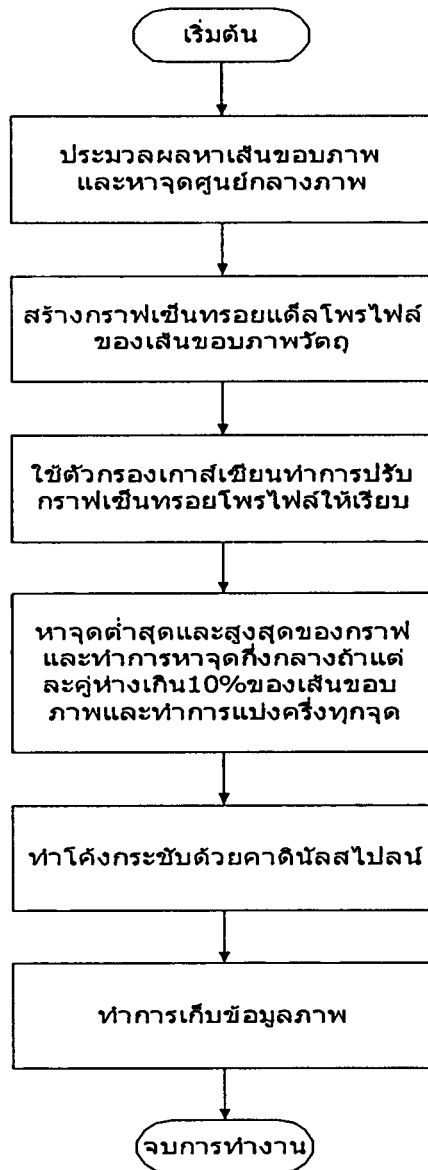 เริ่มต้น
ประมวลผลหาเส้นขอบภาพ
และหาจุดศูนย์กลางภาพ
สร้างกราฟเซ็นทรอยแด็ลโพรไฟล์
ของเส้นขอบภาพวัตถุ
ใช้ตัวกรองเกาส์เซียนทำการปรับ
กราฟเซ็นทรอยโพรไฟล์ให้เรียบ
หาจุดต่ำสุดและสูงสุดของกราฟ
และทำการหาจุดกึ่งกลางถ้าแต่
ละคู่ห่างเกิน10%ของเส้นขอบ
ภาพและทำการแบ่งครึ่งทุกจุด
ทำโค้งกระชับด้วยคาดินัลสไปลน์
ทำการเก็บข้อมูลภาพ
จบการทำงาน